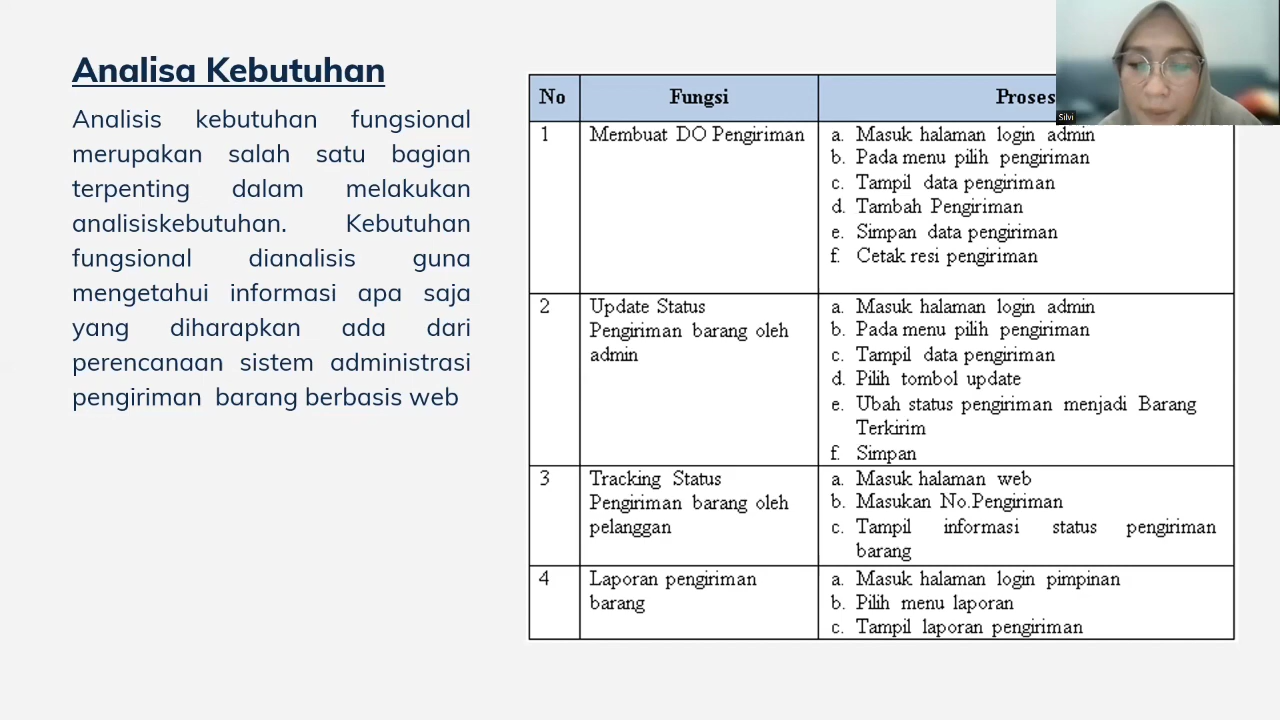 Analisa Kebutuhan
Analisis kebutuhan fungsional
merupakan salah satu bagian
terpenting dalam melakukan
analisiskebutuhan. Kebutuhan
fungsional dianalisis guna
mengetahui informasi apa saja
yang diharapkan ada dari
perencanaan sistem administrasi
pengiriman barang berbasis web
No Fungsi Proses
1 Membuat DO Pengiriman
a. Masuk halaman login admin
b. Pada menu pilih pengiriman
c. Tampil data pengiriman
d. Tambah Pengiriman
e. Simpan data pengiriman
f. Cetak resi pengiriman
2 Update Status
Pengiriman barang oleh
admin
a. Masuk halaman login admin
b. Pada menu pilih pengiriman
c. Tampil data pengiriman
d. Pilih tombol update
e. Ubah status pengiriman menjadi Barang
Terkirim
f. Simpan
3 Tracking Status
Pengiriman barang oleh
pelanggan
a. Masuk halaman web
b. Masukan No.Pengiriman
c. Tampil informasi status pengiriman
barang
4 Laporan pengiriman
barang
a. Masuk halaman login pimpinan
b. Pilih menu laporan
c. Tampil laporan pengiriman
Silvi